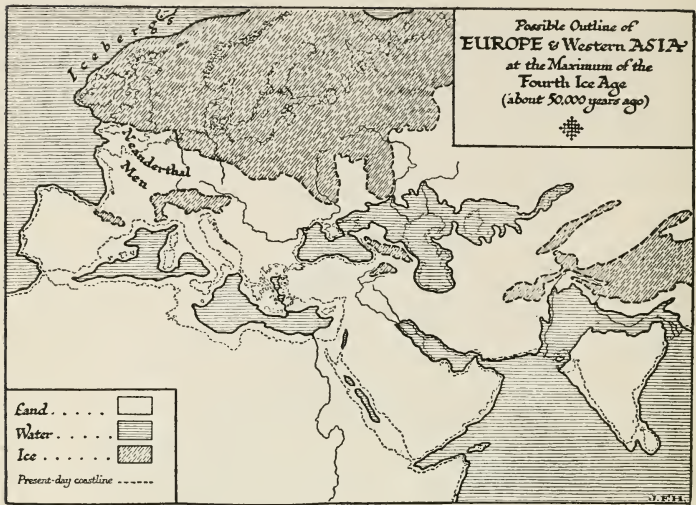 Possible Outline of
EUROPE & Western ASIA
at the Maximum of the
Fourth Ice Age
(about 50,000 years ago)
Icebergs
Neanderthal
Men
Land . . . . . .
Water . . . . . .
Ice . . . . . .
Present-day coastline ------
J.F.H.